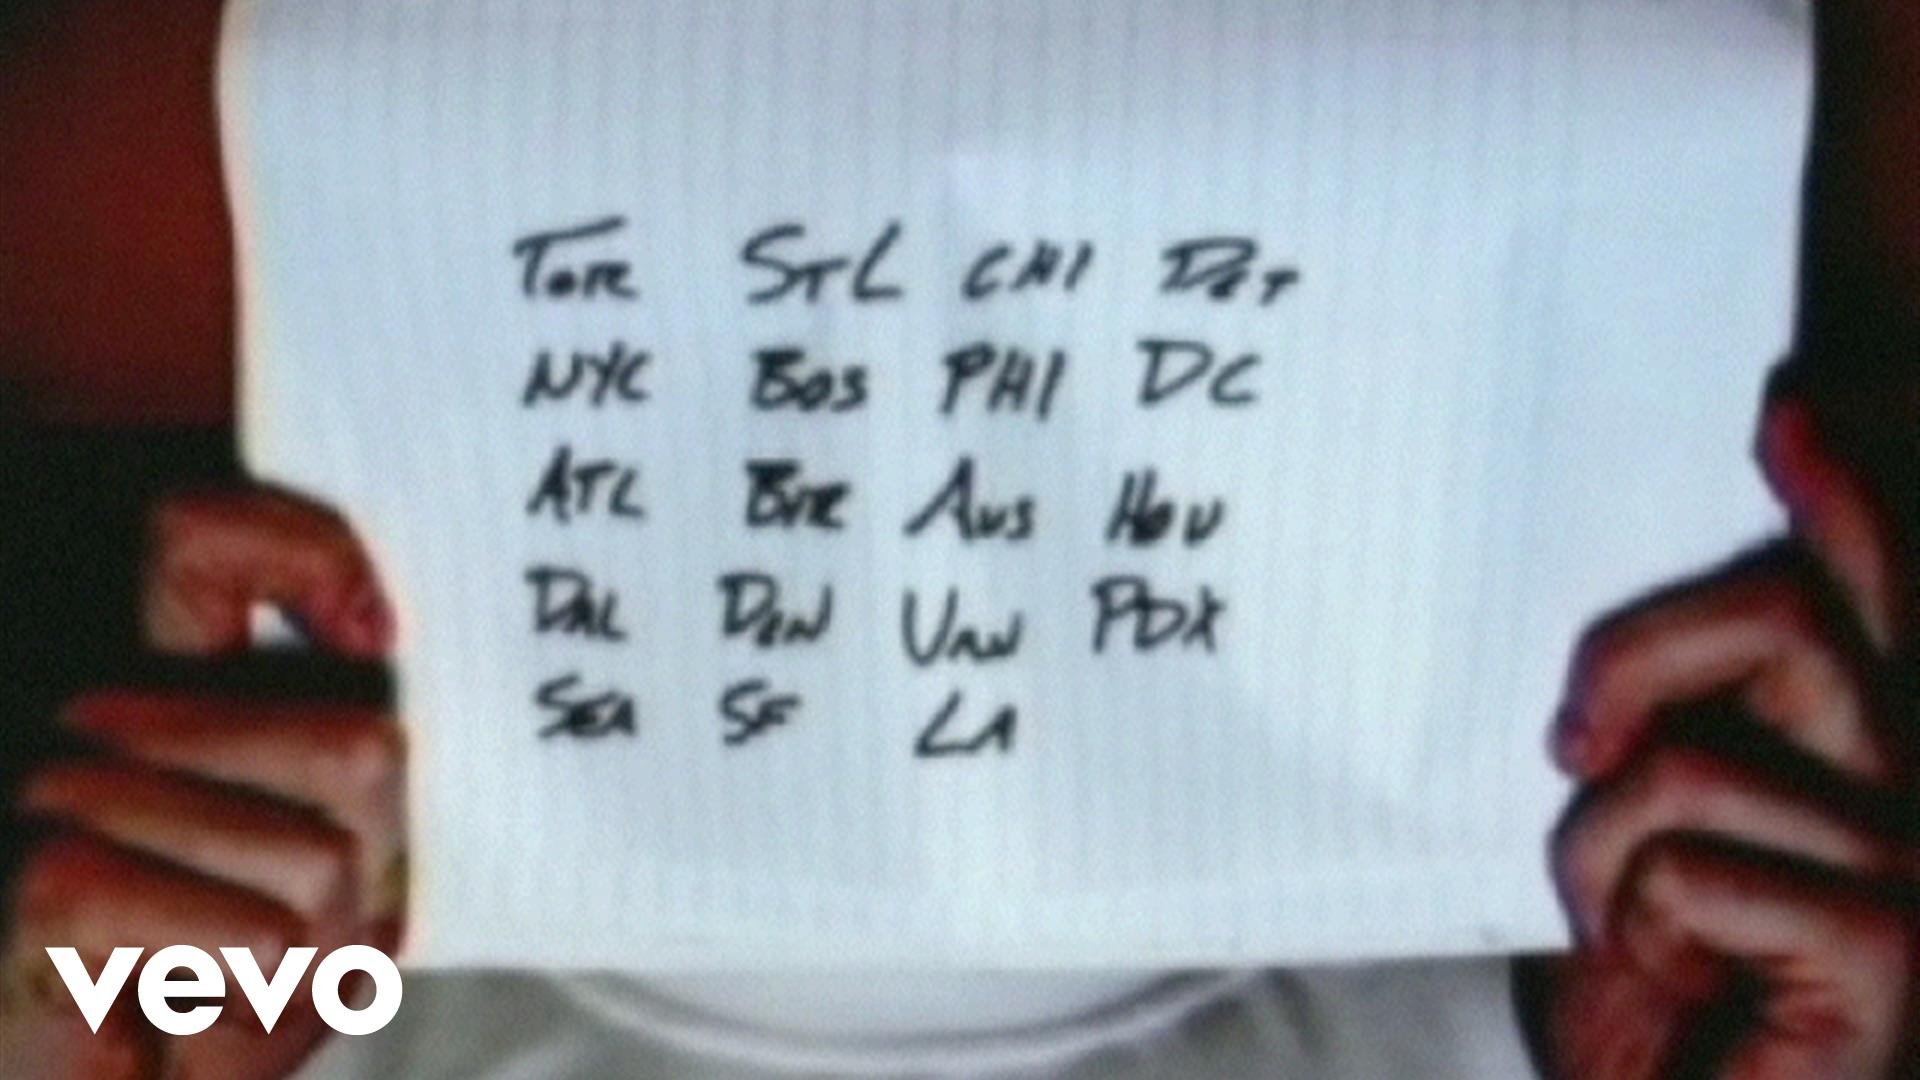 Tor STL CHI Det
NYC Bos PHI DC
ATL Bir Aus Hou
Dal Den Van PDX
Sea SF LA
vevo